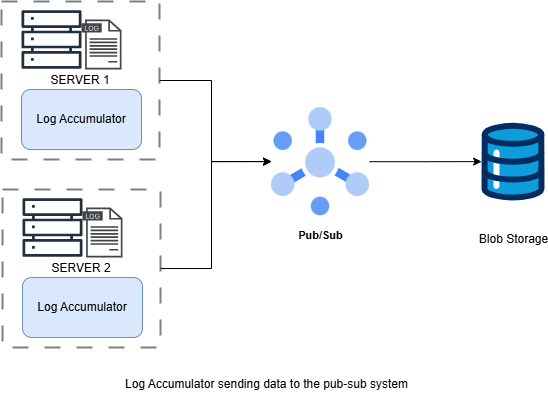 LOG
SERVER 1
Log Accumulator
LOG
SERVER 2
Log Accumulator
Pub/Sub
Blob Storage
Log Accumulator sending data to the pub-sub system